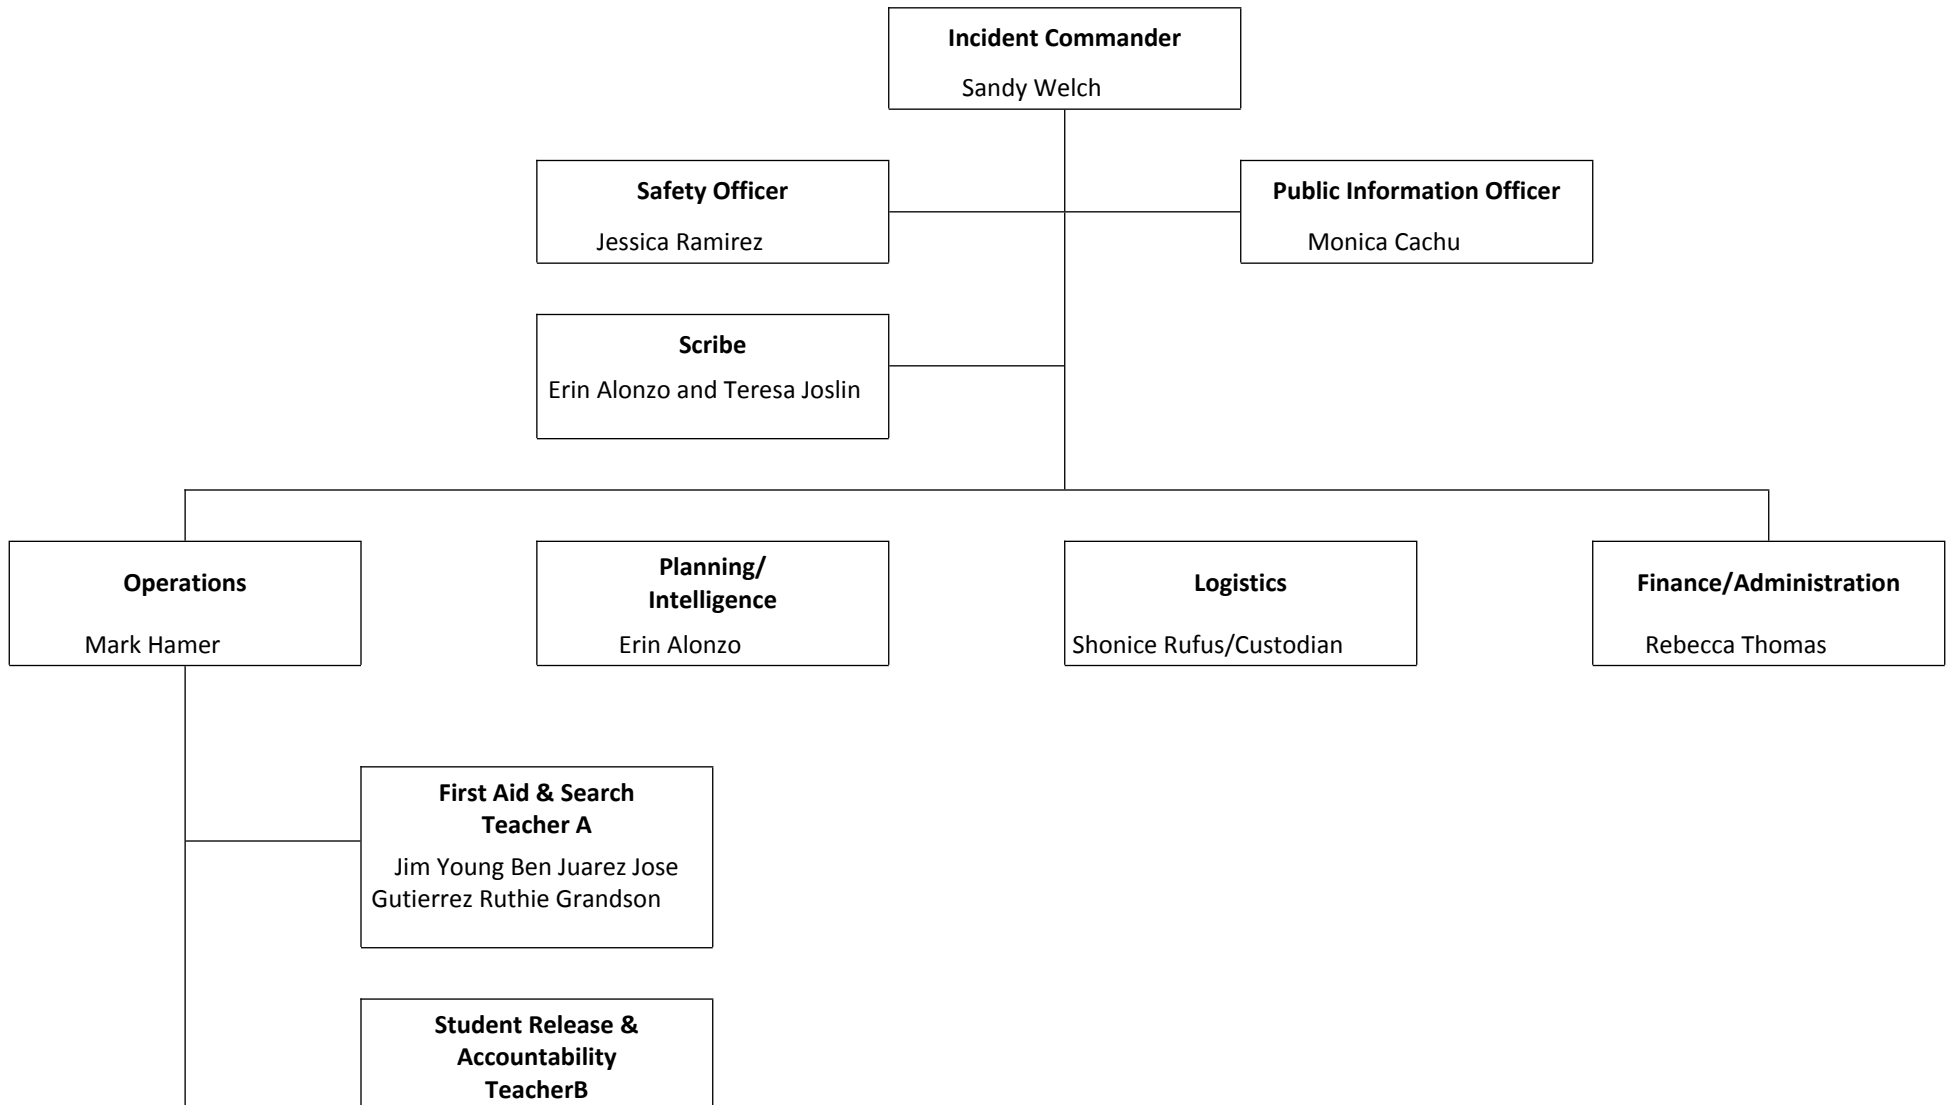 Incident Commander
Sandy Welch
Safety Officer
Jessica Ramirez
Public Information Officer
Monica Cachu
Scribe
Erin Alonzo and Teresa Joslin
Operations
Mark Hamer
Planning/
Intelligence
Erin Alonzo
Logistics
Shonice Rufus/Custodian
Finance/Administration
Rebecca Thomas
First Aid & Search
Teacher A
Jim Young Ben Juarez Jose
Gutierrez Ruthie Grandson
Student Release &
Accountability
TeacherB